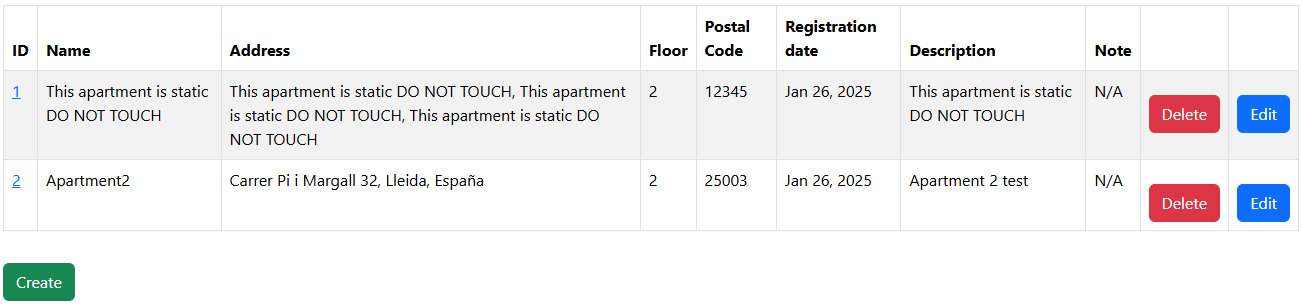 ID Name Address Floor Postal Code Registration date Description Note
1 This apartment is static DO NOT TOUCH This apartment is static DO NOT TOUCH, This apartment is static DO NOT TOUCH, This apartment is static DO NOT TOUCH 2 12345 Jan 26, 2025 This apartment is static DO NOT TOUCH N/A Delete Edit
2 Apartment2 Carrer Pi i Margall 32, Lleida, España 2 25003 Jan 26, 2025 Apartment 2 test N/A Delete Edit
Create